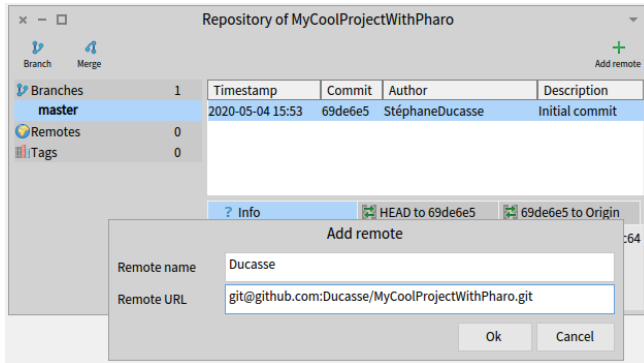 Repository of MyCoolProjectWithPharo
Branch
Merge
Add remote
Branches 1
master
Remotes 0
Tags 0
Timestamp Commit Author Description
2020-05-04 15:53 69de6e5 StéphaneDucasse Initial commit
? Info HEAD to 69de6e5 69de6e5 to Origin
Add remote
Remote name Ducasse
Remote URL git@github.com:Ducasse/MyCoolProjectWithPharo.git
Ok Cancel